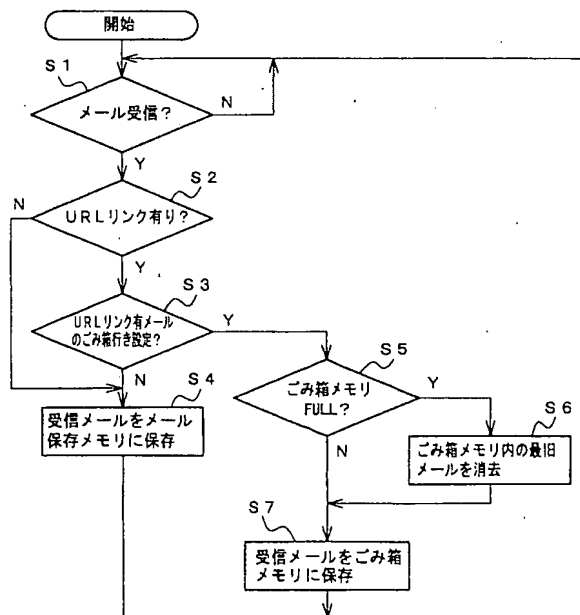 開始
S1
メール受信?
N
Y
S2
N
URLリンク有り?
Y
S3
URLリンク有メール
のごみ箱行き設定?
Y
N
S4
受信メールをメール
保存メモリに保存
S5
ごみ箱メモリ
FULL?
Y
N
S6
ごみ箱メモリ内の最旧
メールを消去
S7
受信メールをごみ箱
メモリに保存